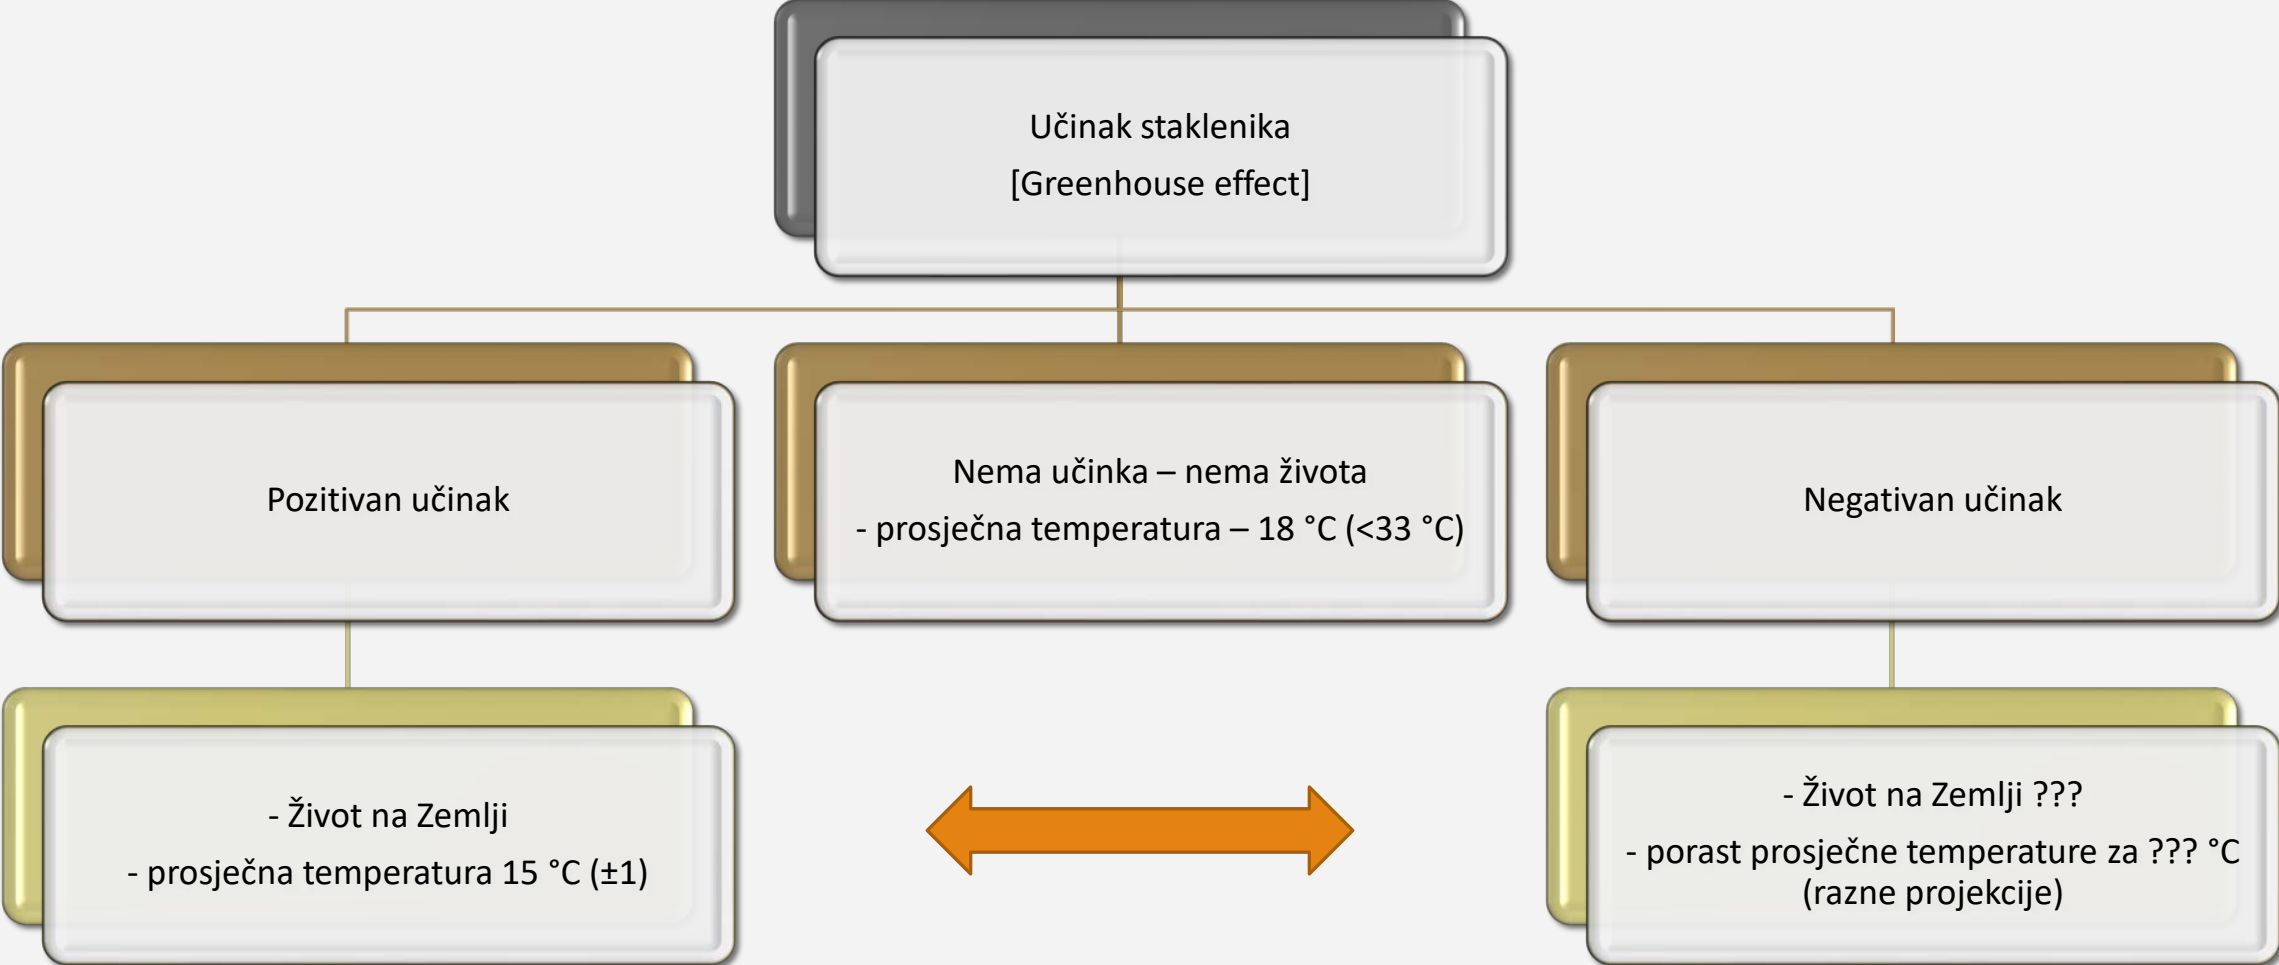 Učinak staklenika
[Greenhouse effect]
Pozitivan učinak
Nema učinka – nema života
- prosječna temperatura – 18 °C (<33 °C)
Negativan učinak
- Život na Zemlji
- prosječna temperatura 15 °C (±1)
- Život na Zemlji ???
- porast prosječne temperature za ??? °C
(razne projekcije)